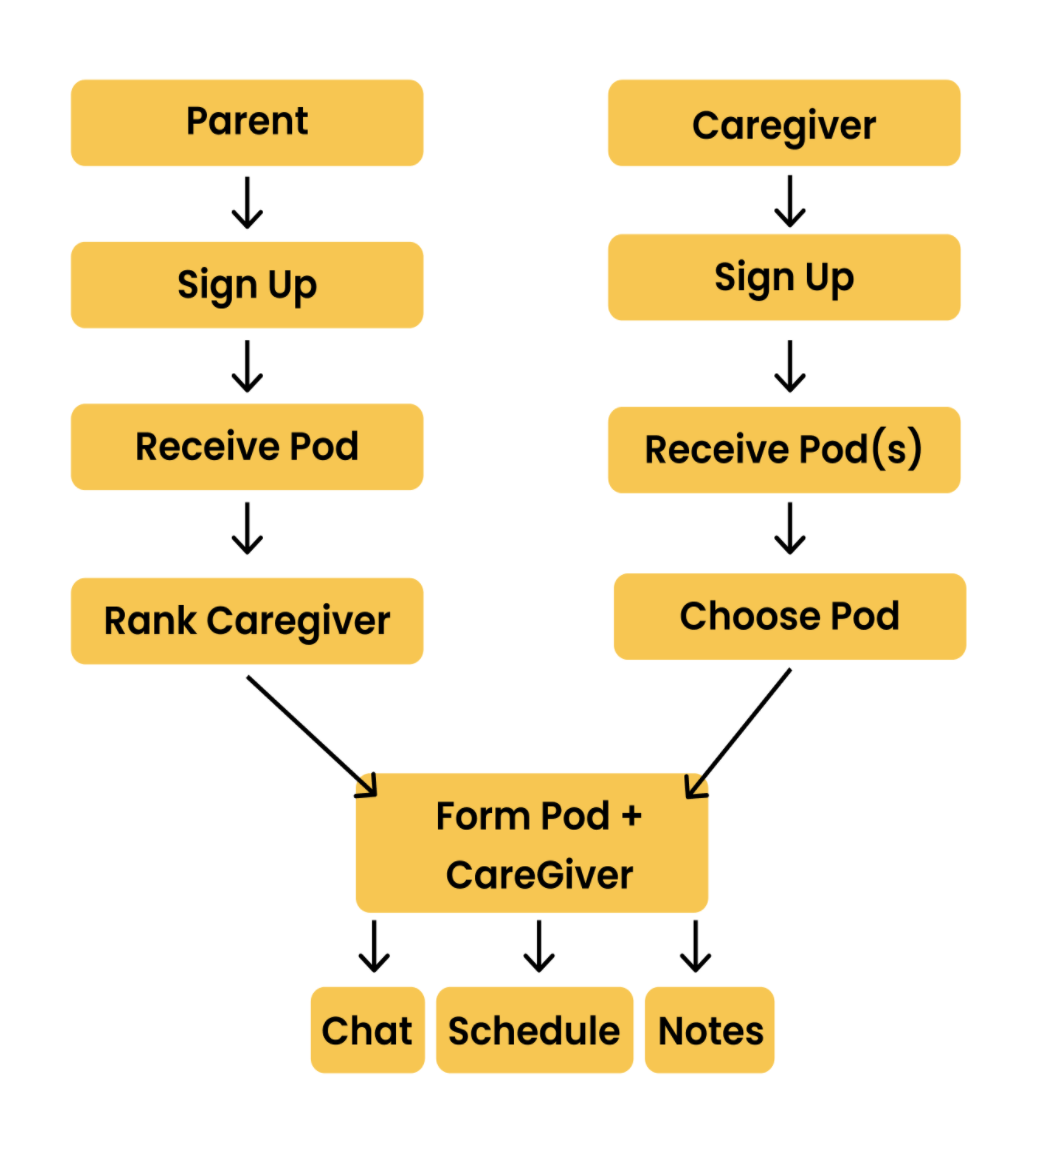 Parent
Caregiver
Sign Up
Sign Up
Receive Pod
Receive Pod(s)
Rank Caregiver
Choose Pod
Form Pod +
CareGiver
Chat
Schedule
Notes